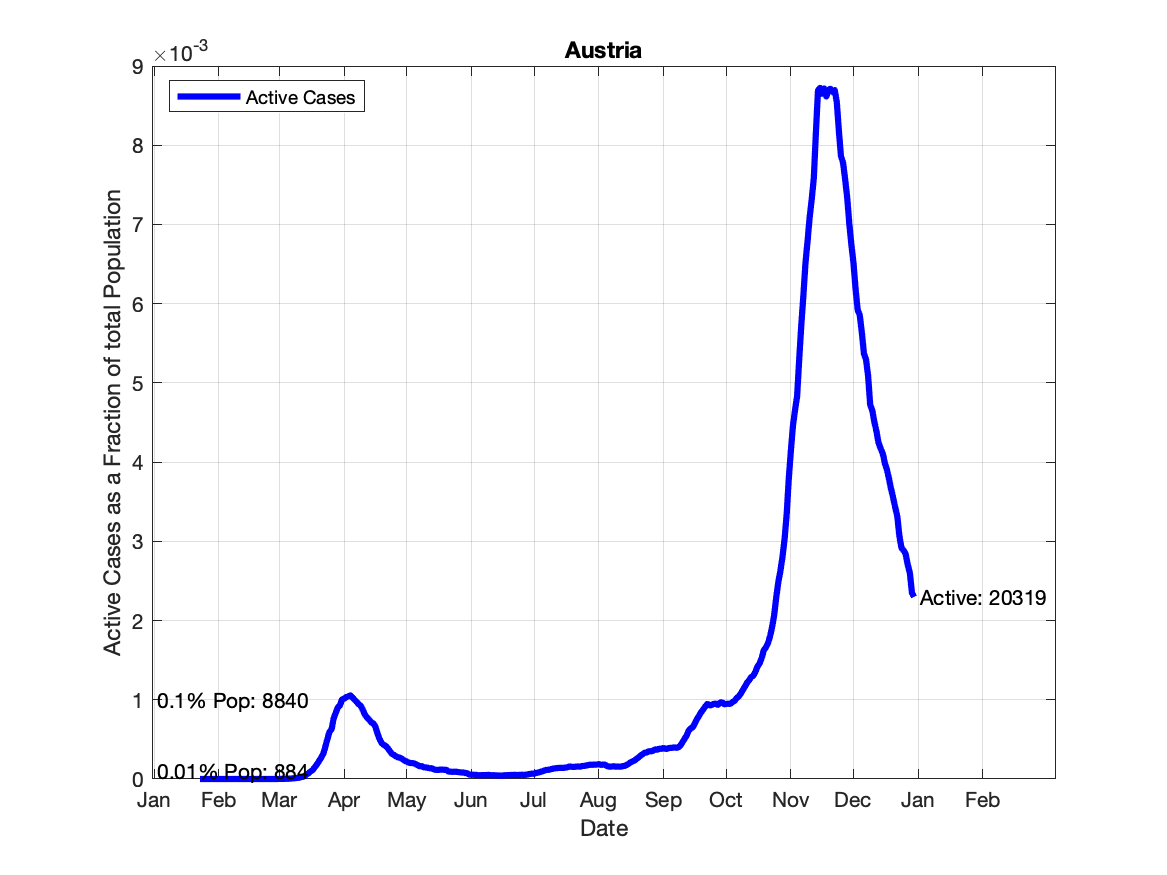 Austria
×10-3
Active Cases
9
8
7
6
5
4
3
2
1
0
Active Cases as a Fraction of total Population
0.1% Pop: 8840
0.01% Pop: 884
Active: 20319
Jan Feb Mar Apr May Jun Jul Aug Sep Oct Nov Dec Jan Feb
Date